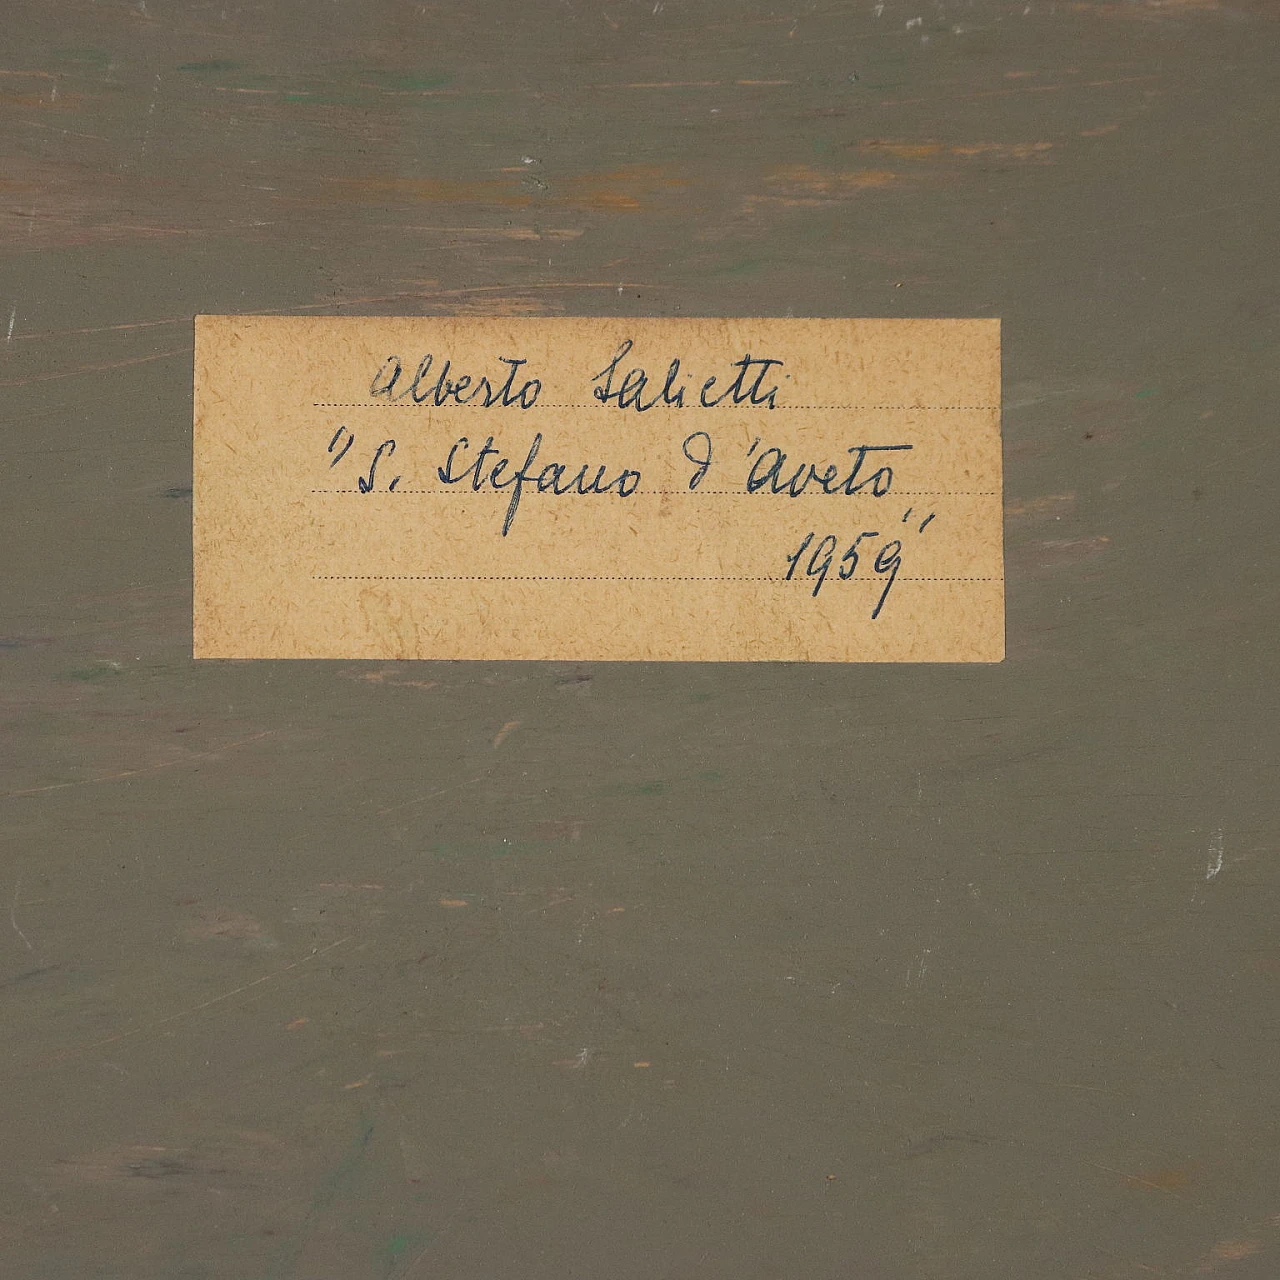 Alberto Salietti
"S. Stefano d'Aveto"
1959